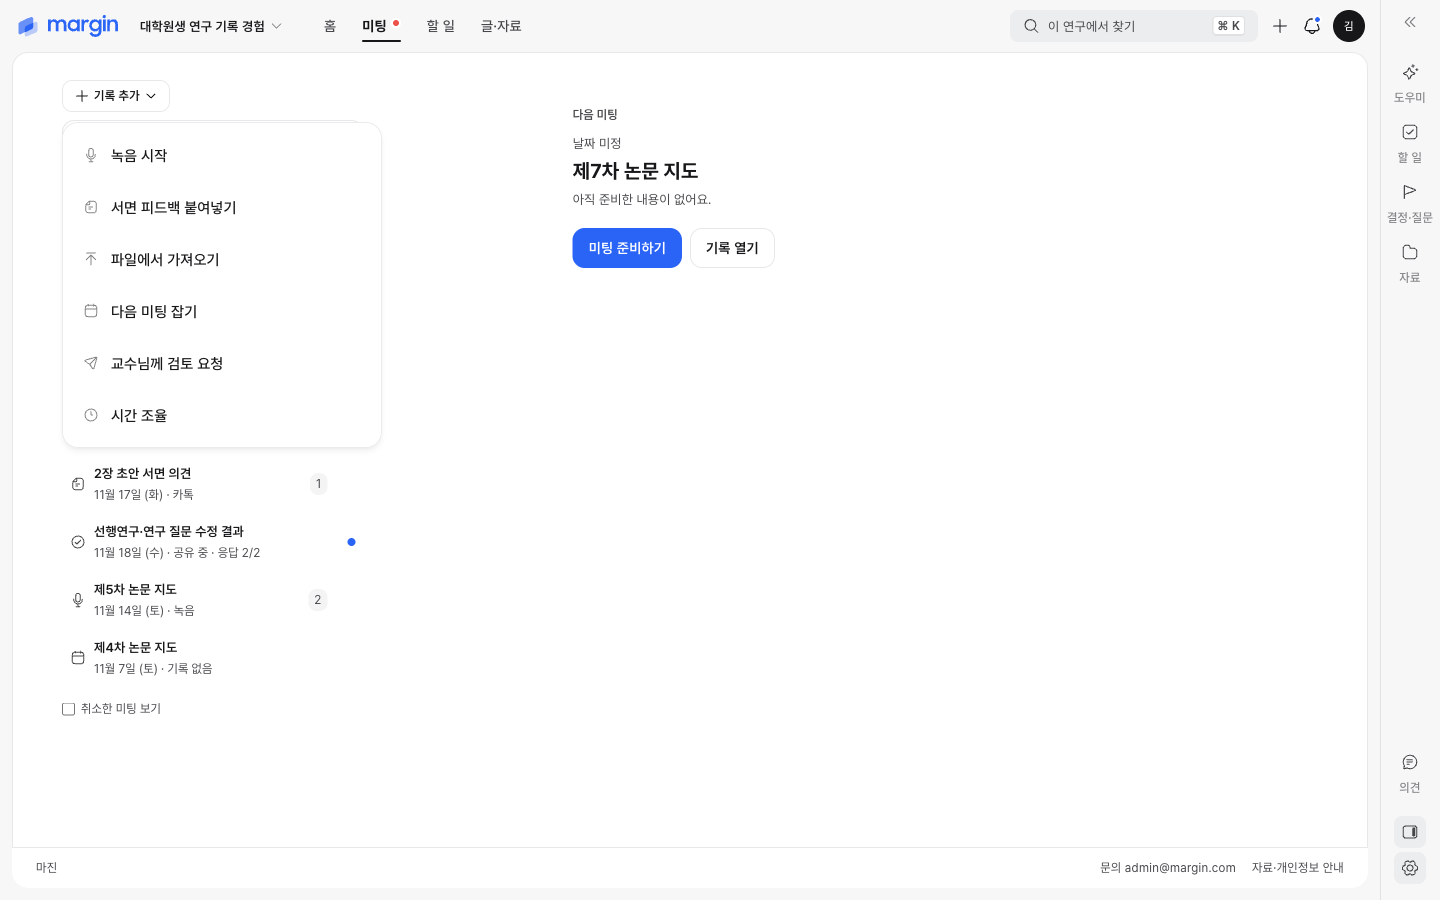 margin
대학원생 연구 기록 경험
홈
미팅
할 일
글·자료
이 연구에서 찾기
⌘ K
김
기록 추가
녹음 시작
서면 피드백 붙여넣기
파일에서 가져오기
다음 미팅 잡기
교수님께 검토 요청
시간 조율
2장 초안 서면 의견
11월 17일 (화) · 카톡
1
선행연구·연구 질문 수정 결과
11월 18일 (수) · 공유 중 · 응답 2/2
제5차 논문 지도
11월 14일 (토) · 녹음
2
제4차 논문 지도
11월 7일 (토) · 기록 없음
취소한 미팅 보기
다음 미팅
날짜 미정
제7차 논문 지도
아직 준비한 내용이 없어요.
미팅 준비하기
기록 열기
도우미
할 일
결정·질문
자료
의견
마진
문의 admin@margin.com
자료·개인정보 안내